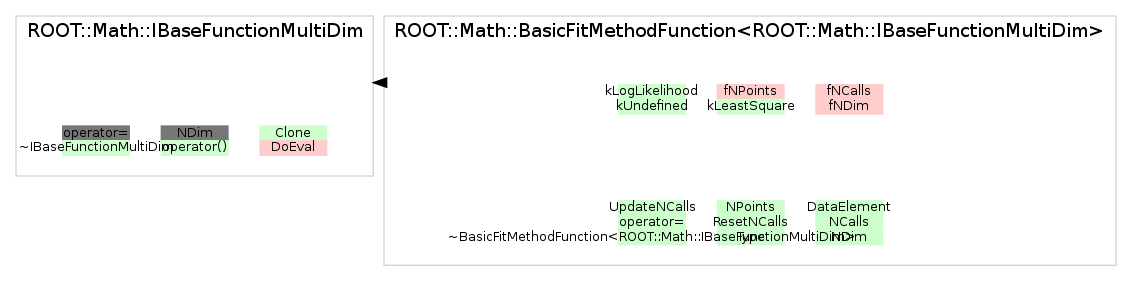 ROOT::Math::IBaseFunctionMultiDim
operator= NDim Clone
~IBaseFunctionMultiDim operator() DoEval
ROOT::Math::BasicFitMethodFunction<ROOT::Math::IBaseFunctionMultiDim>
kLogLikelihood fNPoints fNCalls
kUndefined kLeastSquare fNDim
UpdateNCalls NPoints DataElement
operator= ResetNCalls NCalls
~BasicFitMethodFunction<ROOT::Math::IBaseFunctionMultiDim> Type NDim